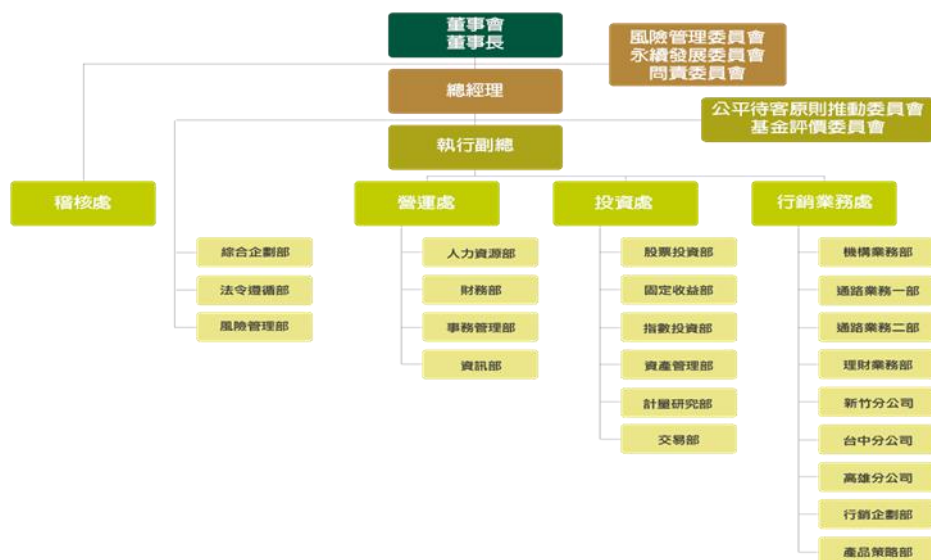 董事會
董事長
風險管理委員會
永續發展委員會
問責委員會
總經理
公平待客原則推動委員會
基金評價委員會
執行副總
稽核處
營運處
投資處
行銷業務處
綜合企劃部
法令遵循部
風險管理部
人力資源部
財務部
事務管理部
資訊部
股票投資部
固定收益部
指數投資部
資產管理部
計量研究部
交易部
機構業務部
通路業務一部
通路業務二部
理財業務部
新竹分公司
台中分公司
高雄分公司
行銷企劃部
產品策略部